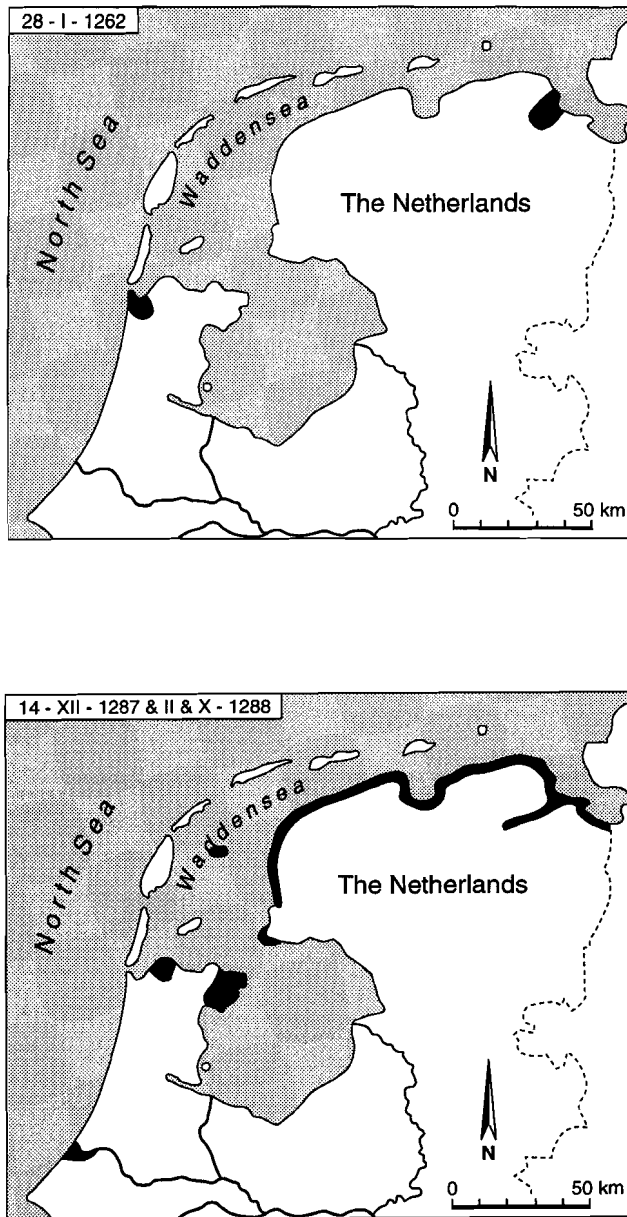 28 - I - 1262
North Sea
Waddensea
The Netherlands
N
0 50 km
14 - XII - 1287 & II & X - 1288
North Sea
Waddensea
The Netherlands
N
0 50 km